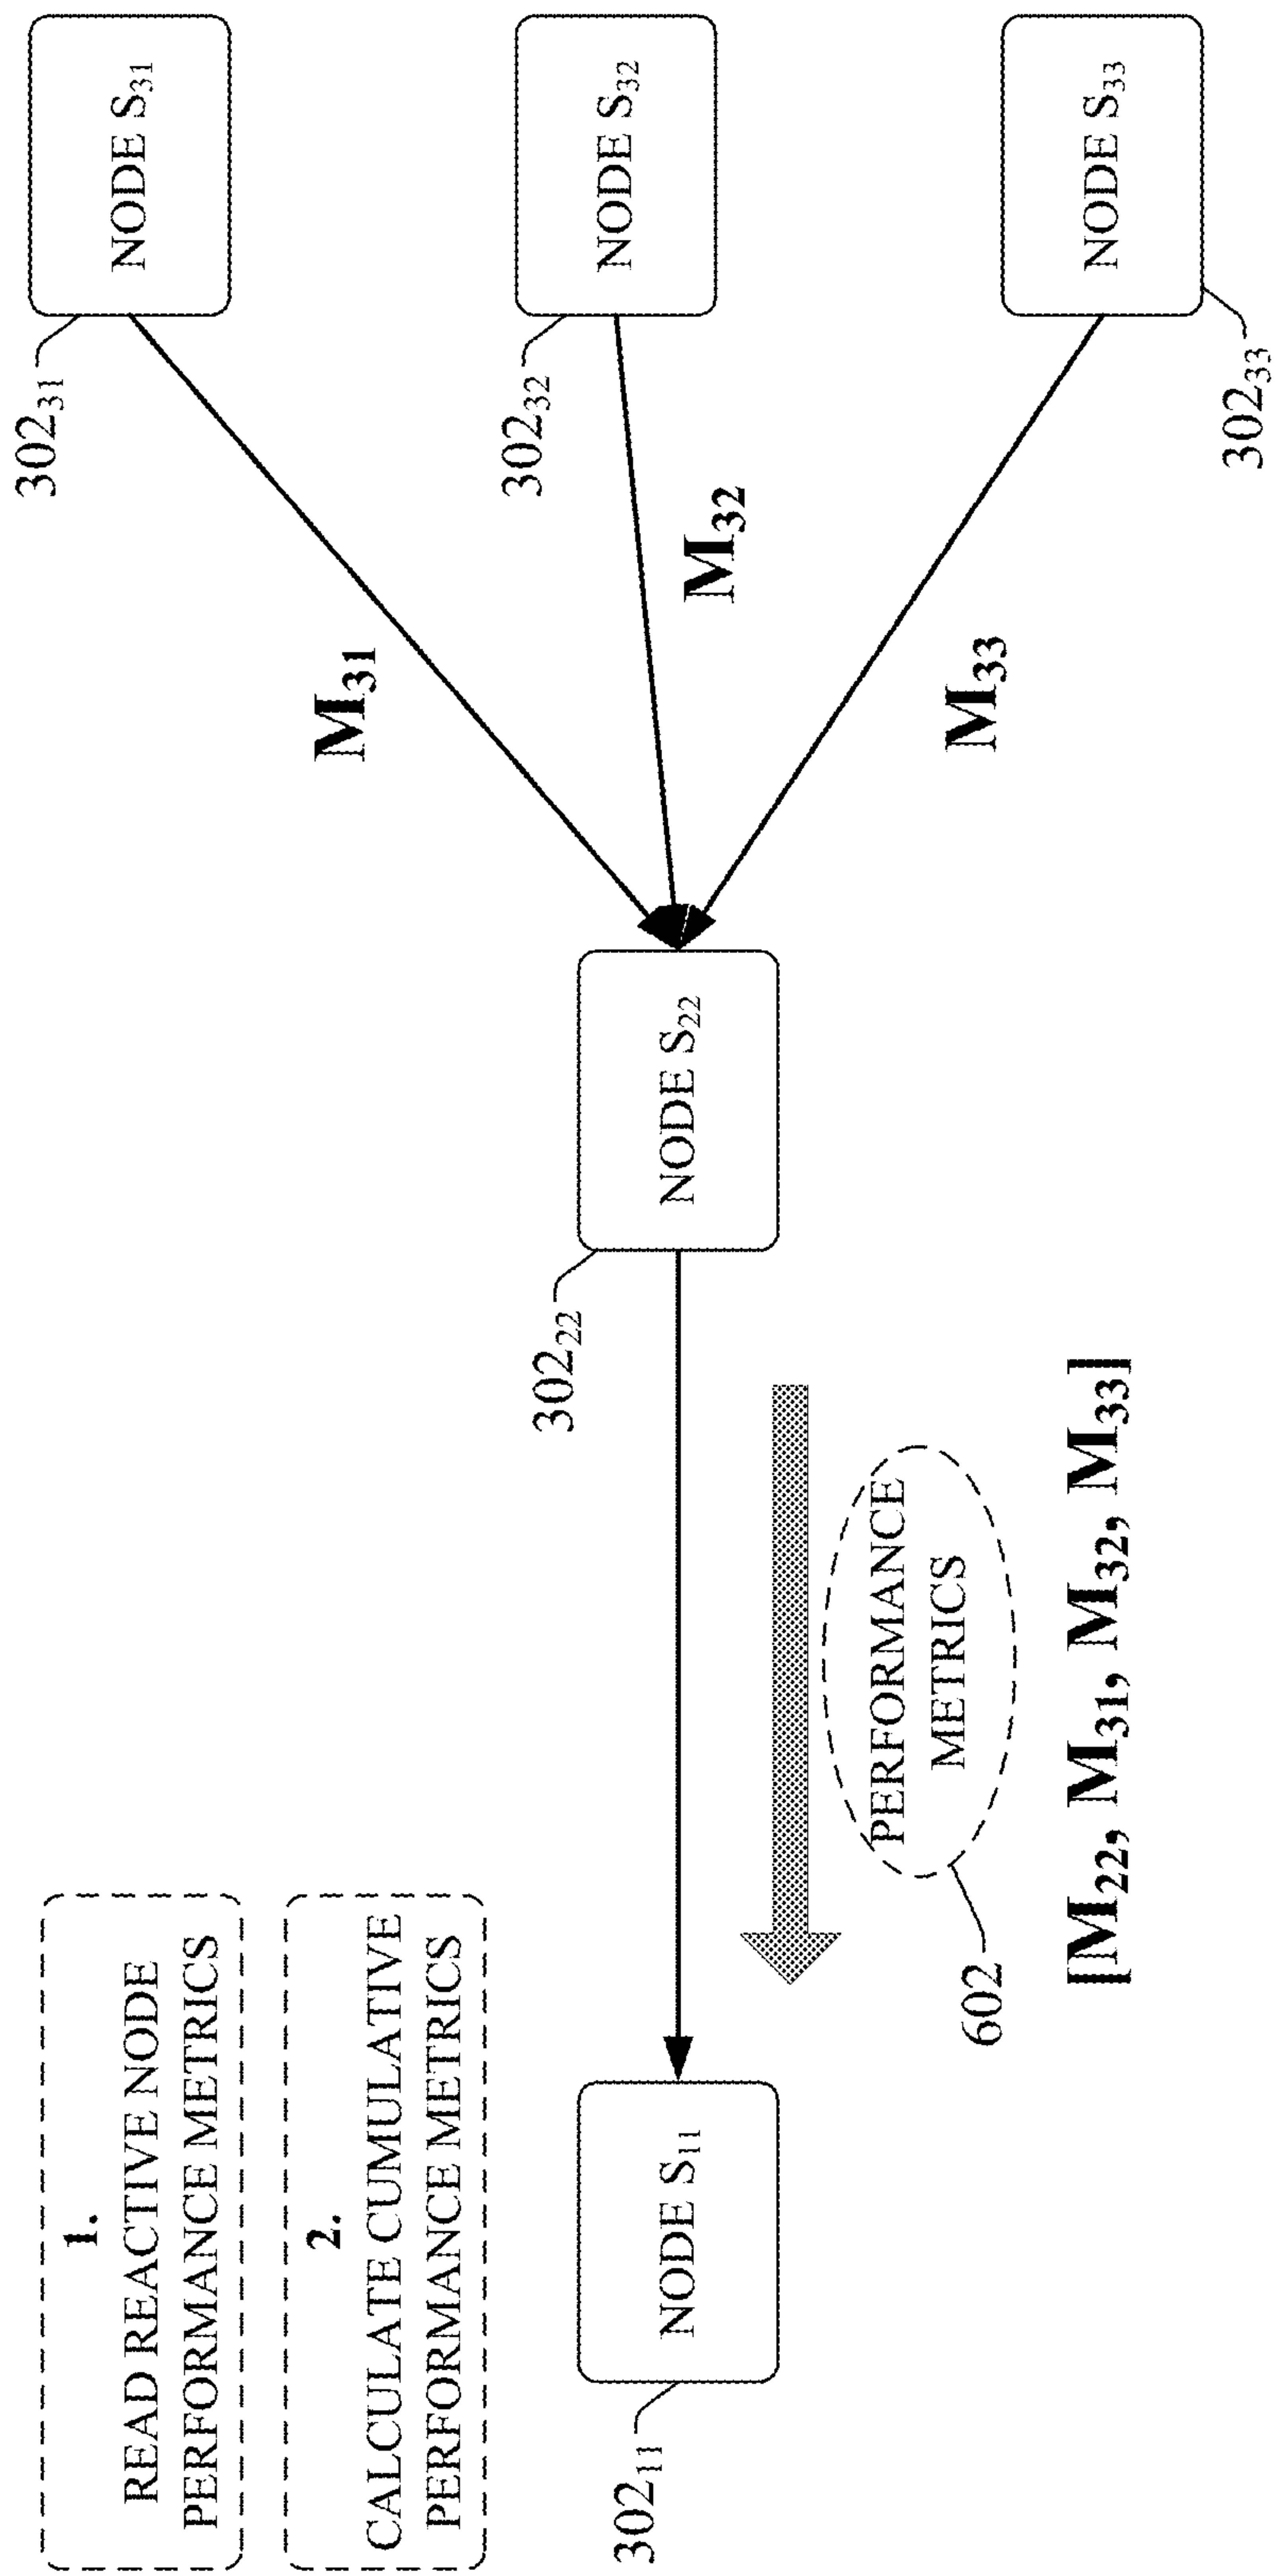 1.
READ REACTIVE NODE
PERFORMANCE METRICS
2.
CALCULATE CUMULATIVE
PERFORMANCE METRICS
302₁₁
NODE S₁₁
602
PERFORMANCE
METRICS
[M₂₂, M₃₁, M₃₂, M₃₃]
302₂₂
NODE S₂₂
M₃₁
M₃₂
M₃₃
302₃₁
NODE S₃₁
302₃₂
NODE S₃₂
302₃₃
NODE S₃₃